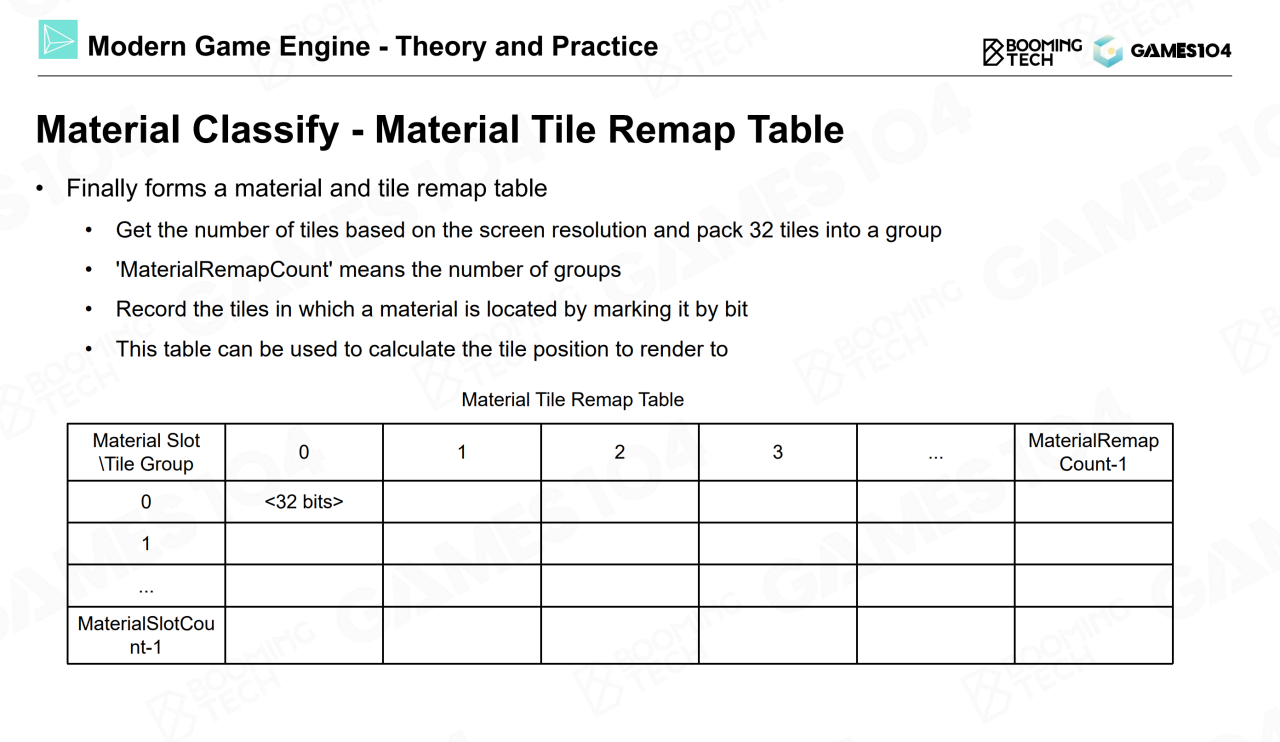 Modern Game Engine - Theory and Practice
BOOMING
TECH
GAMES104
Material Classify - Material Tile Remap Table
• Finally forms a material and tile remap table
• Get the number of tiles based on the screen resolution and pack 32 tiles into a group
• 'MaterialRemapCount' means the number of groups
• Record the tiles in which a material is located by marking it by bit
• This table can be used to calculate the tile position to render to
Material Tile Remap Table
Material Slot
\Tile Group
0
1
2
3
...
MaterialRemap
Count-1
0
<32 bits>
1
...
MaterialSlotCou
nt-1